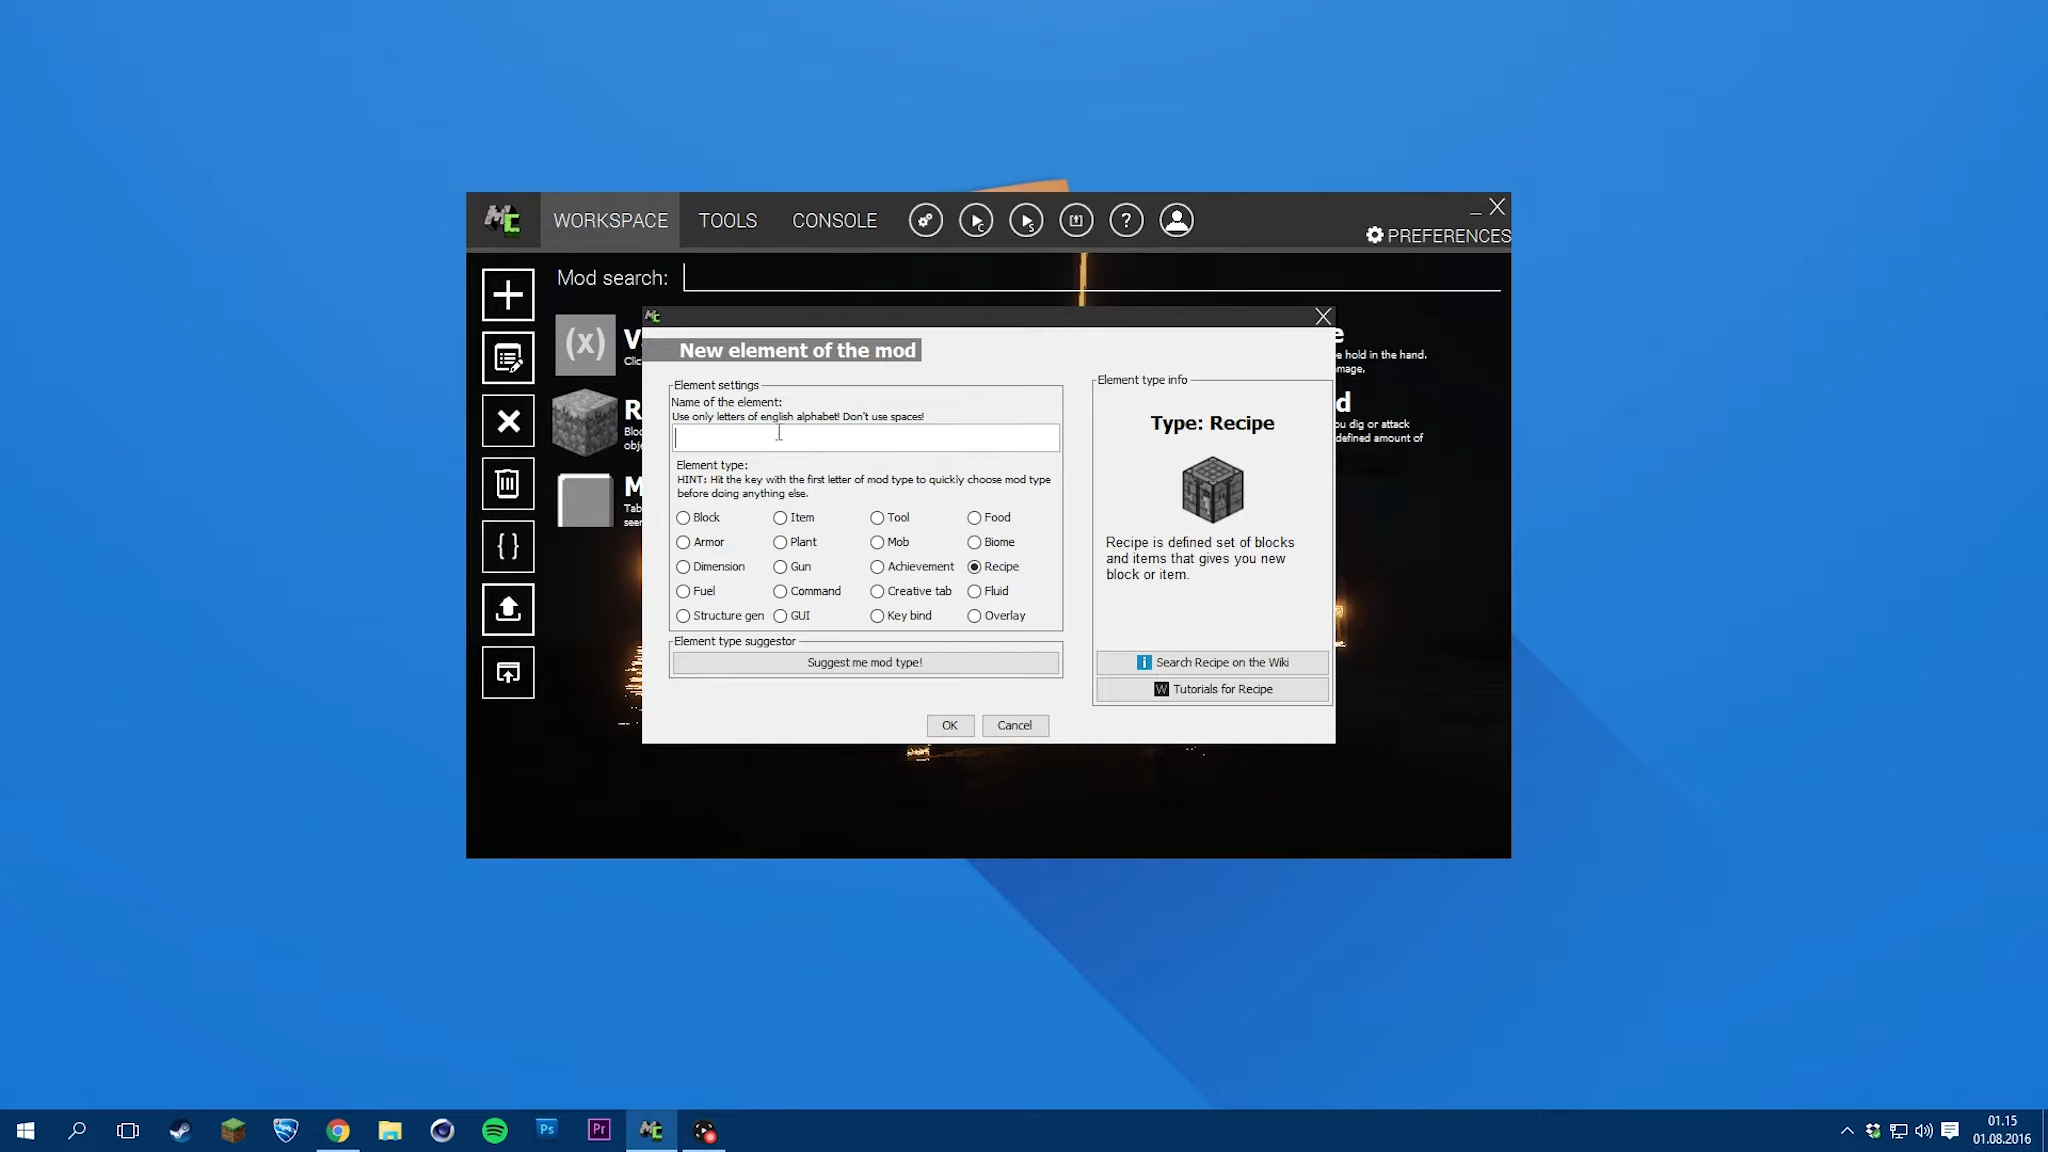 WORKSPACE TOOLS CONSOLE
PREFERENCES
Mod search:
New element of the mod
Element settings
Name of the element:
Use only letters of english alphabet! Don't use spaces!
Element type:
HINT: Hit the key with the first letter of mod type to quickly choose mod type
before doing anything else.
Block Item Tool Food
Armor Plant Mob Biome
Dimension Gun Achievement Recipe
Fuel Command Creative tab Fluid
Structure gen GUI Key bind Overlay
Element type suggestor
Suggest me mod type!
OK Cancel
Element type info
Type: Recipe
Recipe is defined set of blocks
and items that gives you new
block or item.
Search Recipe on the Wiki
Tutorials for Recipe
hold in the hand.
dig or attack
defined amount of
Ps
Pr
01.15
01.08.2016